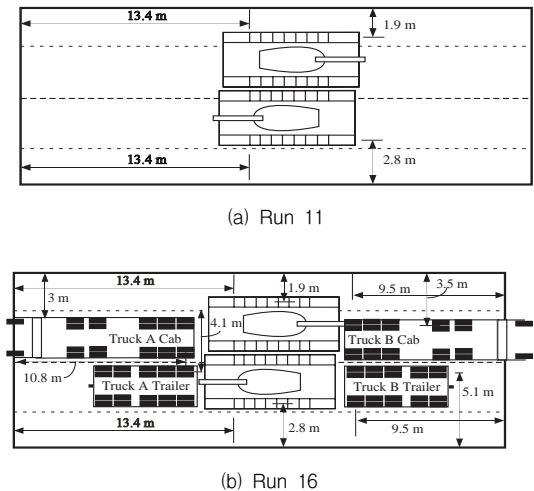 13.4 m
1.9 m
13.4 m
2.8 m
(a) Run 11
13.4 m
1.9 m
3.5 m
9.5 m
3 m
4.1 m
Truck A Cab
Truck B Cab
10.8 m
Truck A Trailer
Truck B Trailer
5.1 m
13.4 m
2.8 m
9.5 m
(b) Run 16